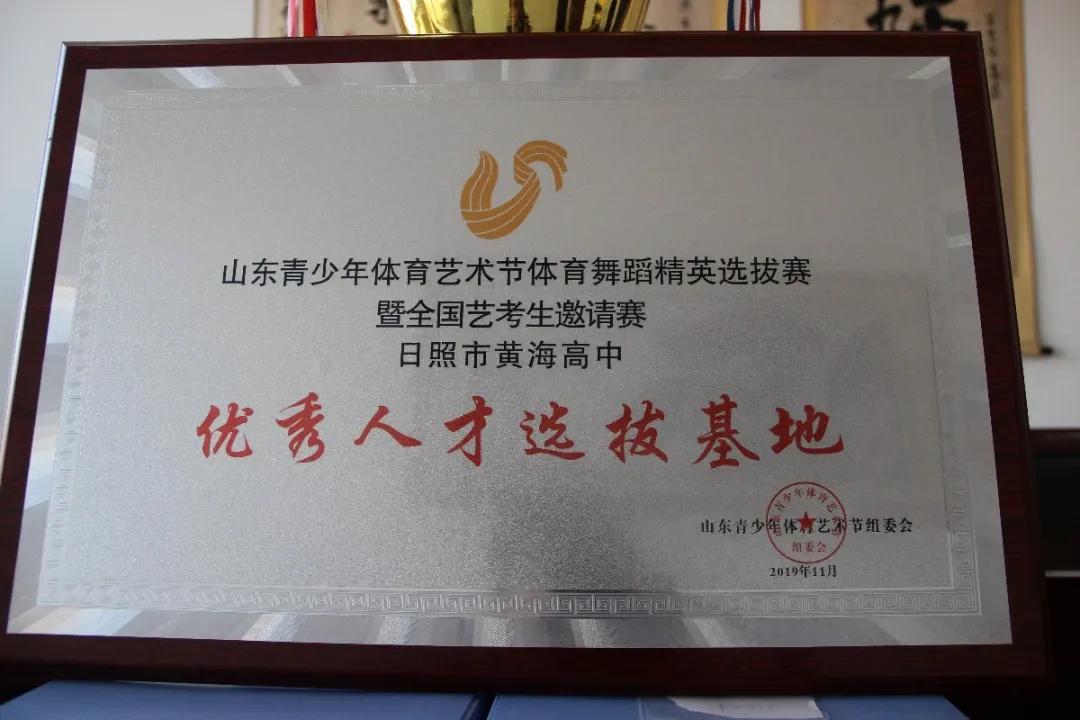 山东青少年体育艺术节体育舞蹈精英选拔赛
暨全国艺考生邀请赛
日照市黄海高中
优秀人才选拔基地
山东青少年体育艺术节组委会
组委会
2019年11月